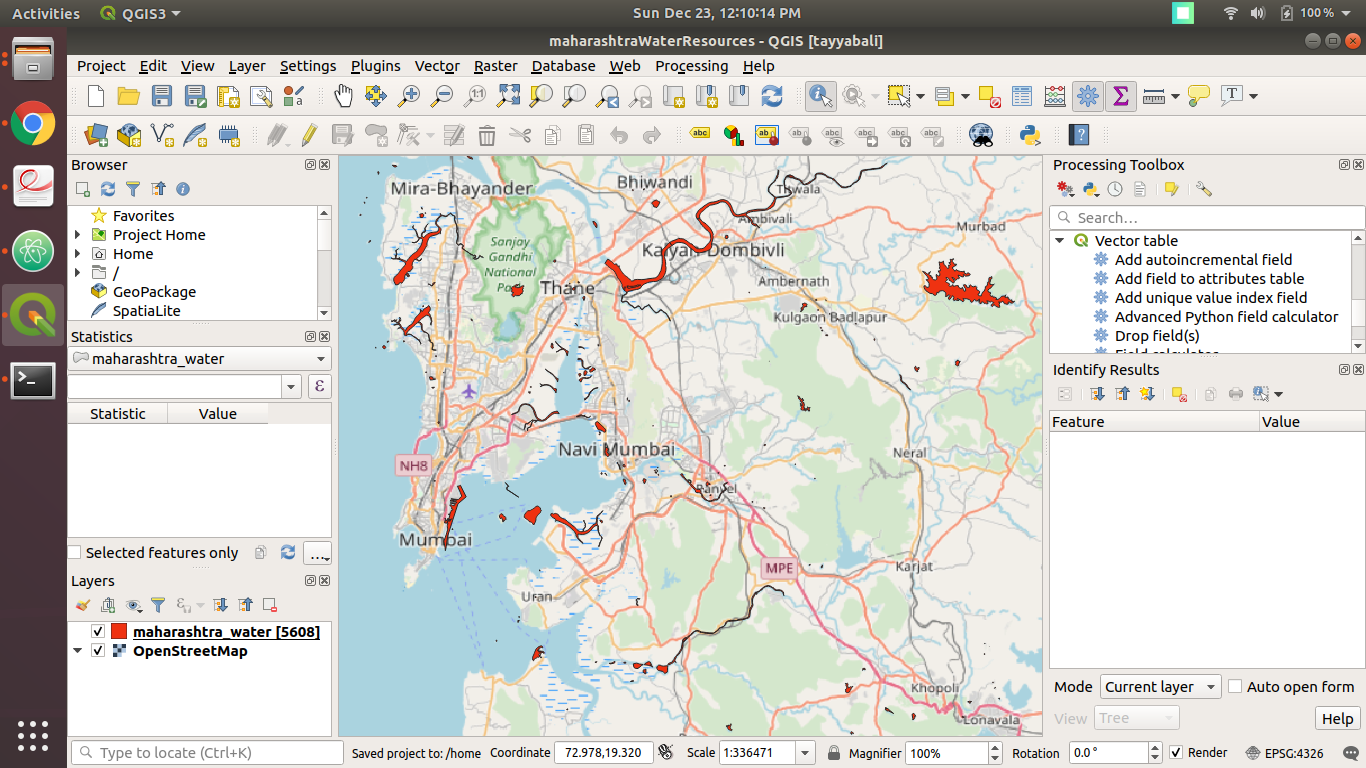 Activities QGIS3 Sun Dec 23, 12:10:14 PM 100 %
maharashtraWaterResources - QGIS [tayyabali]
Project Edit View Layer Settings Plugins Vector Raster Database Web Processing Help
Browser
Favorites
Project Home
Home
/
GeoPackage
SpatiaLite
Statistics
maharashtra_water
ε
Statistic Value
Selected features only
...
Layers
maharashtra_water [5608]
OpenStreetMap
Mira-Bhayander
Bhiwandi
Titwala
Ambivali
Murbad
Sanjay
Gandhi
National
Kalyan-Dombivli
Thane
Ambernath
Kulgaon Badlapur
Navi Mumbai
NH8
Neral
Panvel
Mumbai
MPE
Karjat
Uran
Khopoli
Lonavala
Processing Toolbox
Search...
Vector table
Add autoincremental field
Add field to attributes table
Add unique value index field
Advanced Python field calculator
Drop field(s)
Field calculator
Identify Results
Feature Value
Mode Current layer Auto open form
View Tree Help
Type to locate (Ctrl+K) Saved project to: /home Coordinate 72.978,19.320 Scale 1:336471 Magnifier 100% Rotation 0.0 ° Render EPSG:4326